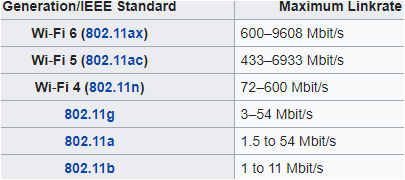 Generation/IEEE Standard Maximum Linkrate
Wi-Fi 6 (802.11ax) 600–9608 Mbit/s
Wi-Fi 5 (802.11ac) 433–6933 Mbit/s
Wi-Fi 4 (802.11n) 72–600 Mbit/s
802.11g 3–54 Mbit/s
802.11a 1.5 to 54 Mbit/s
802.11b 1 to 11 Mbit/s